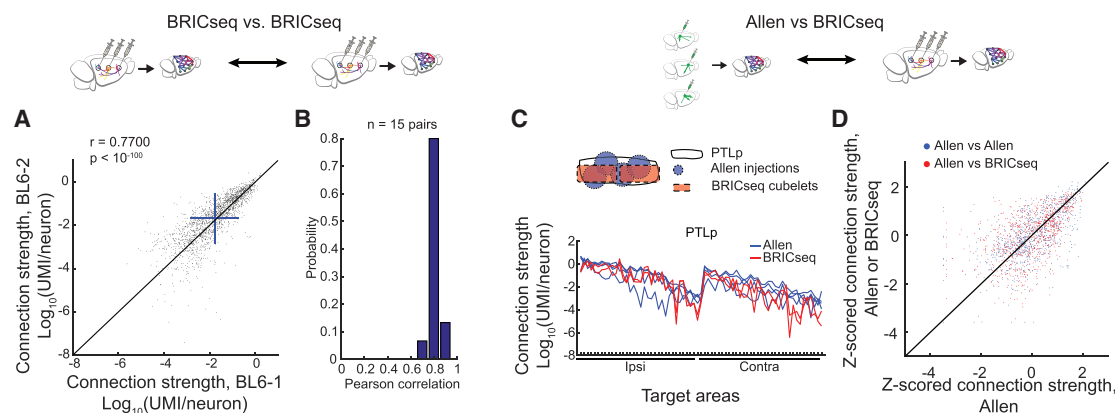 BRICseq vs. BRICseq
Allen vs BRICseq
A
r = 0.7700
p < 10-100
Connection strength, BL6-2
Log10(UMI/neuron)
0
-2
-4
-6
-8
-8
-6
-4
-2
0
Connection strength, BL6-1
Log10(UMI/neuron)
B
n = 15 pairs
Probability
0.8
0.7
0.6
0.5
0.4
0.3
0.2
0.1
0
0
0.2
0.4
0.6
0.8
1
Pearson correlation
C
PTLp
Allen injections
BRICseq cubelets
PTLp
Allen
BRICseq
Connection strength
Log10(UMI/neuron)
2
0
-2
-4
-6
-8
Ipsi
Contra
Target areas
D
Allen vs Allen
Allen vs BRICseq
Z-scored connection strength,
Allen or BRICseq
2
0
-2
-4
-4
-2
0
2
Z-scored connection strength,
Allen